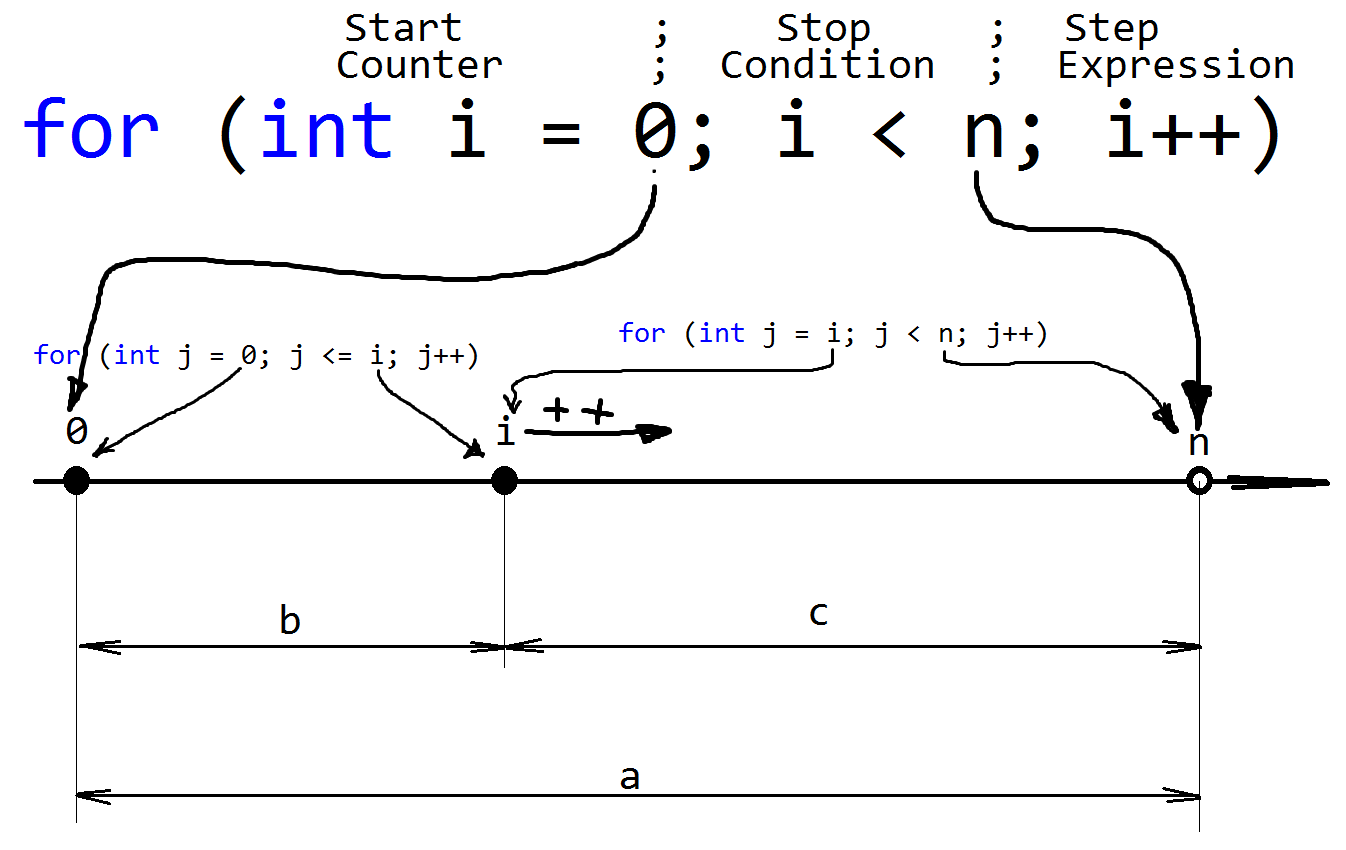 Start ; Stop ; Step
Counter ; Condition ; Expression
for (int i = 0; i < n; i++)
for (int j = i; j < n; j++)
for (int j = 0; j <= i; j++)
0
i
++
n
b
c
a